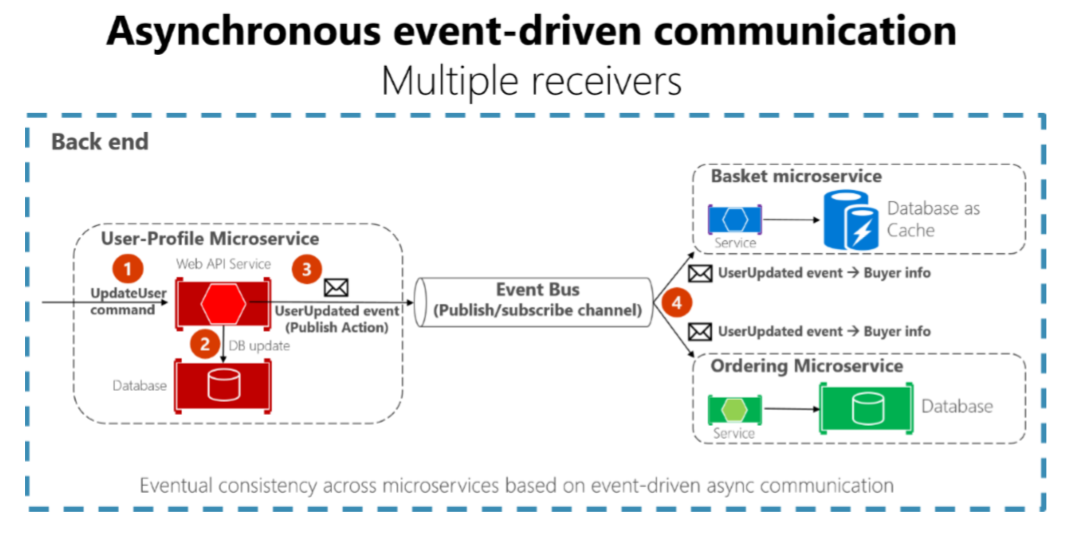 Asynchronous event-driven communication
Multiple receivers
Back end
User-Profile Microservice
Web API Service
1
UpdateUser
command
3
UserUpdated event
(Publish Action)
2
DB update
Database
Event Bus
(Publish/subscribe channel)
4
Basket microservice
Service
Database as
Cache
UserUpdated event → Buyer info
UserUpdated event → Buyer info
Ordering Microservice
Service
Database
Eventual consistency across microservices based on event-driven async communication